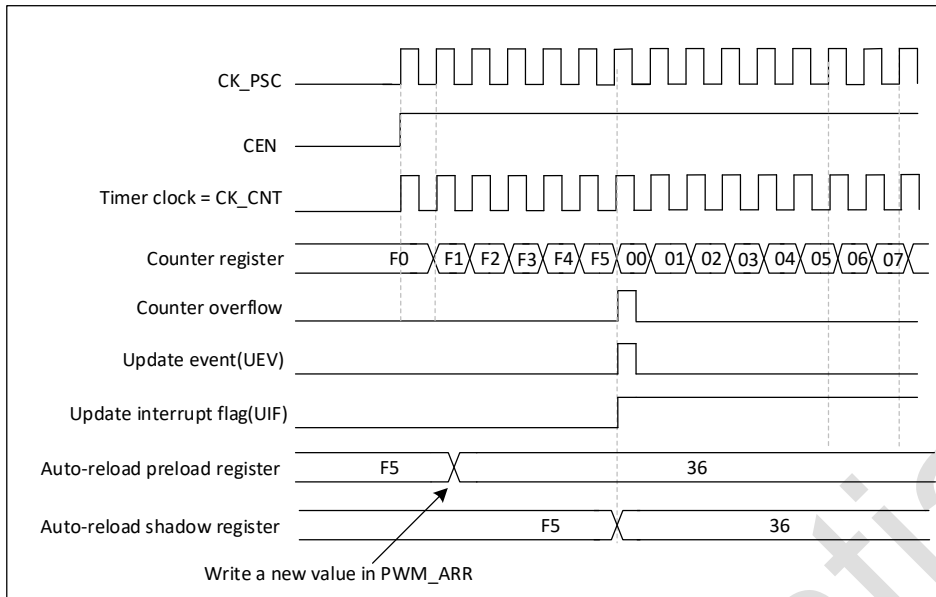 CK_PSC
CEN
Timer clock = CK_CNT
Counter register F0 F1 F2 F3 F4 F5 00 01 02 03 04 05 06 07
Counter overflow
Update event(UEV)
Update interrupt flag(UIF)
Auto-reload preload register F5 36
Auto-reload shadow register F5 36
Write a new value in PWM_ARR